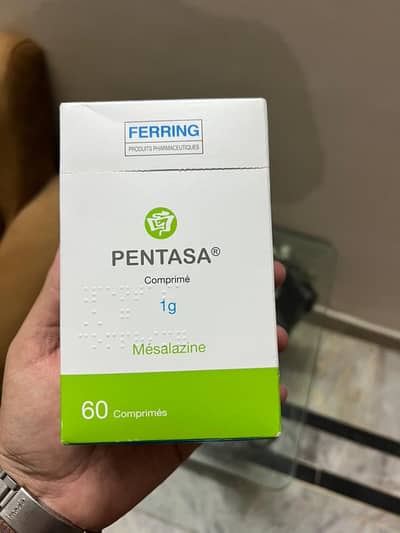 FERRING
PRODUITS PHARMACEUTIQUES
PENTASA®
Comprimé
1g
Mésalazine
60 Comprimés